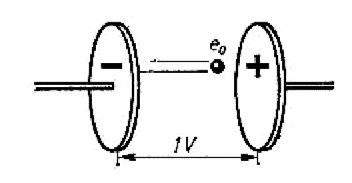 e₀
− +
1V